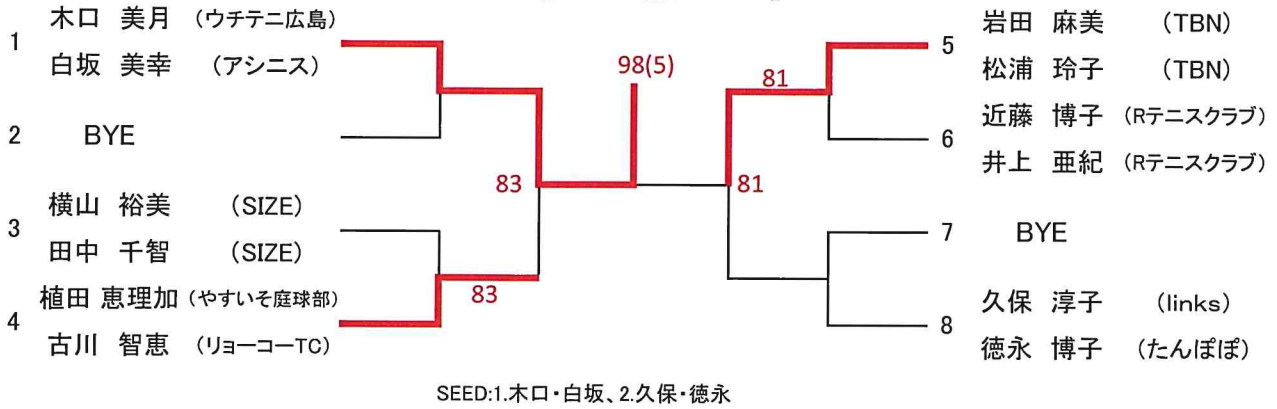 1
木口 美月 (ウチテニ広島)
白坂 美幸 (アシニス)
2
BYE
3
横山 裕美 (SIZE)
田中 千智 (SIZE)
4
植田 恵理加 (やすいそ庭球部)
古川 智恵 (リョーコーTC)
83
83
98(5)
81
81
5
岩田 麻美 (TBN)
松浦 玲子 (TBN)
6
近藤 博子 (Rテニスクラブ)
井上 亜紀 (Rテニスクラブ)
7
BYE
8
久保 淳子 (links)
徳永 博子 (たんぽぽ)
SEED:1.木口・白坂、2.久保・徳永